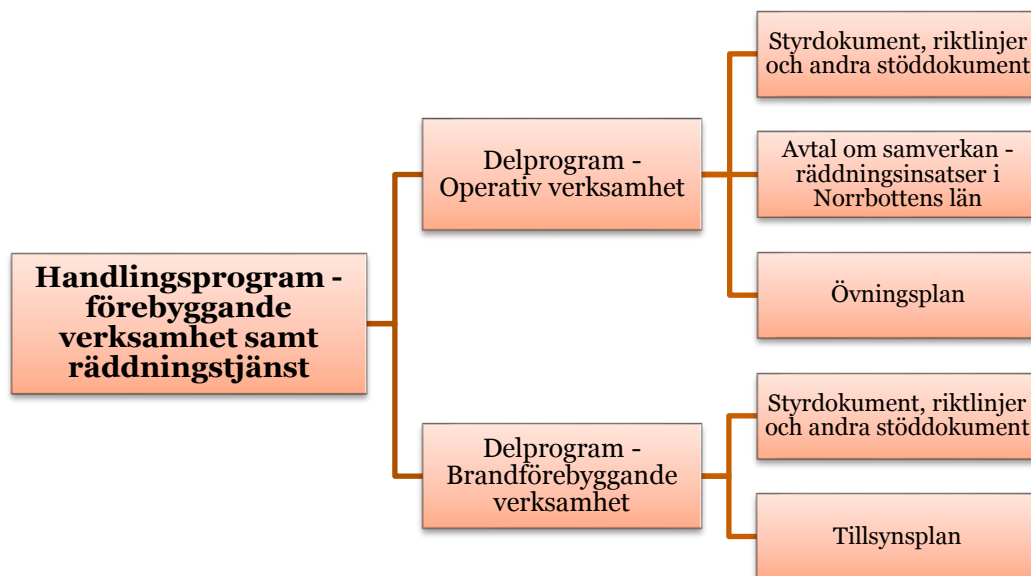 Handlingsprogram -
förebyggande
verksamhet samt
räddningstjänst
Delprogram -
Operativ verksamhet
Styrdokument, riktlinjer
och andra stöddokument
Avtal om samverkan -
räddningsinsatser i
Norrbottens län
Övningsplan
Delprogram -
Brandförebyggande
verksamhet
Styrdokument, riktlinjer
och andra stöddokument
Tillsynsplan